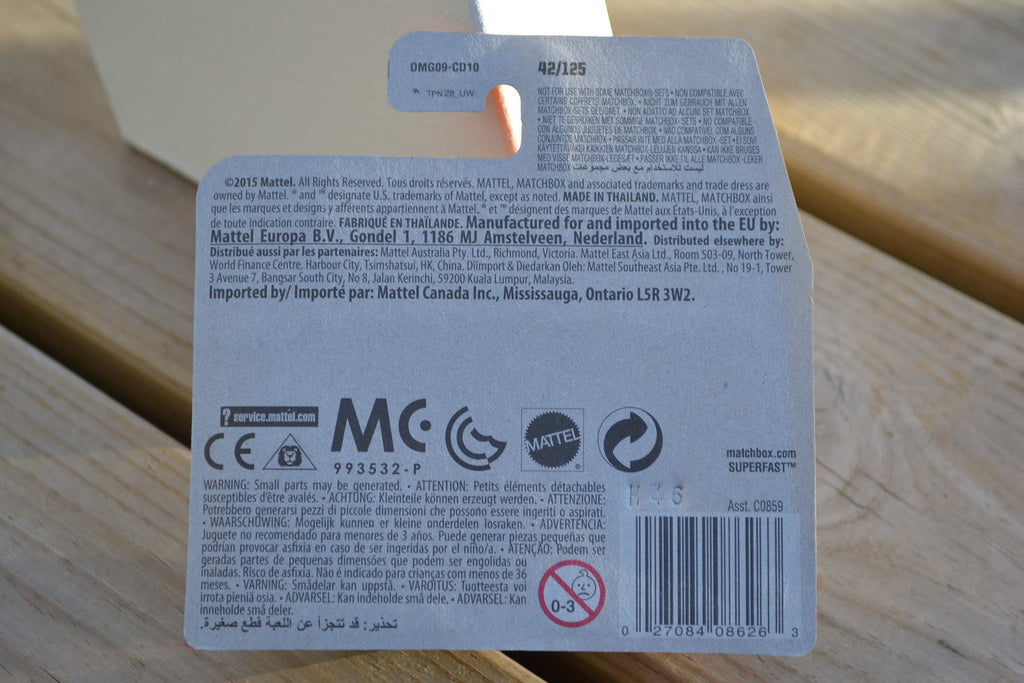 DMG09-CD10
TPN28_UW
42/125
NOT FOR USE WITH SOME MATCHBOX® SETS • NON COMPATIBLE AVEC
CERTAINS COFFRETS MATCHBOX. • NICHT ZUM GEBRAUCH MIT ALLEN
MATCHBOX-SETS GEEIGNET. • NON ADATTO AD ALCUNI SET MATCHBOX.
• NIET TE GEBRUIKEN MET SOMMIGE MATCHBOX-SETS • NO COMPATIBLE
CON ALGUNOS JUGUETES DE MATCHBOX. • NÃO COMPATÍVEL COM ALGUNS
CONJUNTOS MATCHBOX • PASSAR INTE MED ALLA MATCHBOX -SET • EI SOVI
KÄYTETTÄVÄKSI KAIKKIEN MATCHBOX-LELUJEN KANSSA • KAN IKKE BRUGES
MED VISSE MATCHBOX-LEGESÆT • PASSER IKKE TIL ALLE MATCHBOX-LEKER
MATCHBOX ليست للاستخدام مع بعض مجموعات
©2015 Mattel. All Rights Reserved. Tous droits réservés. MATTEL, MATCHBOX and associated trademarks and trade dress are
owned by Mattel. ® and ™ designate U.S. trademarks of Mattel, except as noted. MADE IN THAILAND. MATTEL, MATCHBOX ainsi
que les marques et designs y afférents appartiennent à Mattel. ® et ™ désignent des marques de Mattel aux États-Unis, à l'exception
de toute indication contraire. FABRIQUÉ EN THAÏLANDE. Manufactured for and imported into the EU by:
Mattel Europa B.V., Gondel 1, 1186 MJ Amstelveen, Nederland. Distributed elsewhere by:
Distribué aussi par les partenaires: Mattel Australia Pty. Ltd., Richmond, Victoria. Mattel East Asia Ltd., Room 503-09, North Tower,
World Finance Centre, Harbour City, Tsimshatsui, HK, China. Diimport & Diedarkan Oleh: Mattel Southeast Asia Pte. Ltd. , No 19-1, Tower
3 Avenue 7, Bangsar South City, No 8, Jalan Kerinchi, 59200 Kuala Lumpur, Malaysia.
Imported by/ Importé par: Mattel Canada Inc., Mississauga, Ontario L5R 3W2.
? service.mattel.com
CE
MC
993532-P
MATTEL
®
matchbox.com
SUPERFAST™
WARNING: Small parts may be generated. • ATTENTION: Petits éléments détachables
susceptibles d'être avalés. • ACHTUNG: Kleinteile können erzeugt werden. • ATTENZIONE:
Potrebbero generarsi pezzi di piccole dimensioni che possono essere ingeriti o aspirati.
• WAARSCHUWING: Mogelijk kunnen er kleine onderdelen losraken. • ADVERTENCIA:
Juguete no recomendado para menores de 3 años. Puede generar piezas pequeñas que
podrían provocar asfixia en caso de ser ingeridas por el niño/a. • ATENÇÃO: Podem ser
geradas partes de pequenas dimensões que podem ser engolidas ou
inaladas. Risco de asfixia. Não é indicado para crianças com menos de 36
meses. • VARNING: Smådelar kan uppstå. • VAROITUS: Tuotteesta voi
irrota pieniä osia. • ADVARSEL: Kan indeholde små dele. • ADVARSEL: Kan
inneholde små deler.
تحذير: قد تتجزأ عن اللعبة قطع صغيرة.
0-3
H46
Asst. C0859
0 27084 08626 3